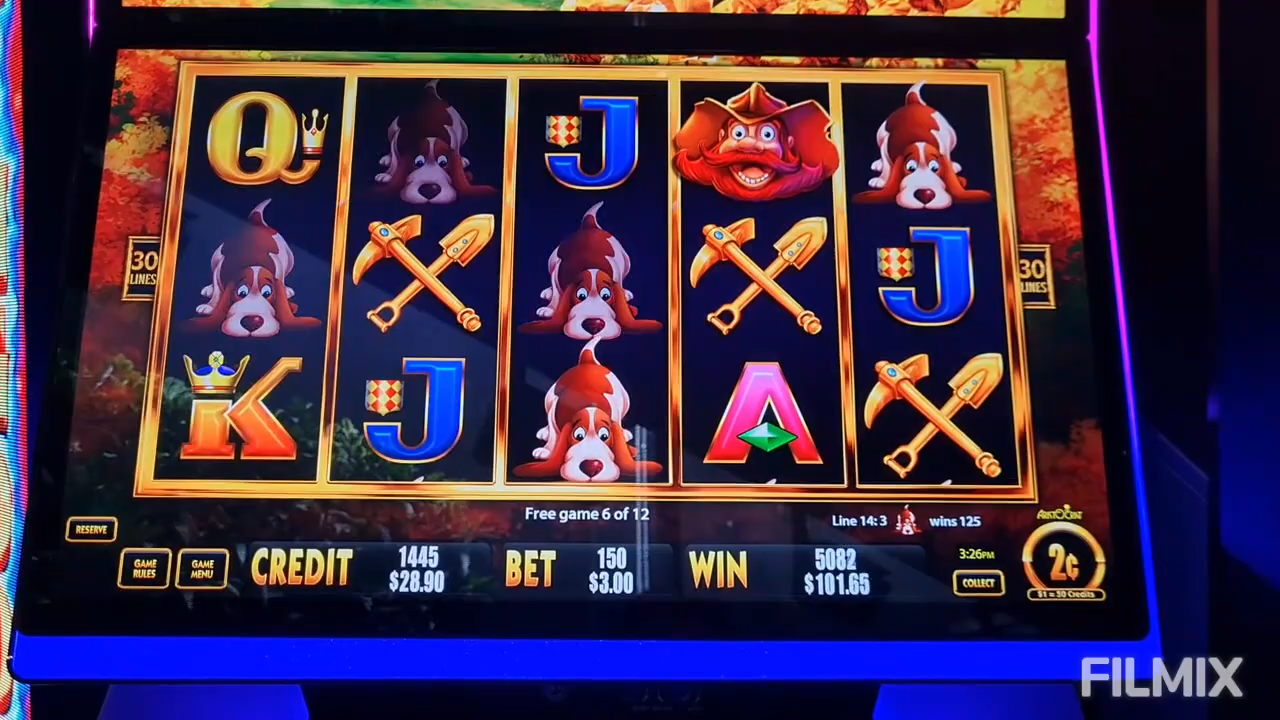 Q
J
30
LINES
30
LINES
J
K
J
A
Free game 6 of 12
Line 14: 3 wins 125
RESERVE
GAME
RULES
GAME
MENU
CREDIT
1445
$28.90
BET
150
$3.00
WIN
5082
$101.65
3:26PM
COLLECT
ARISTOCRAT
2¢
$1 = 50 Credits
FILMIX